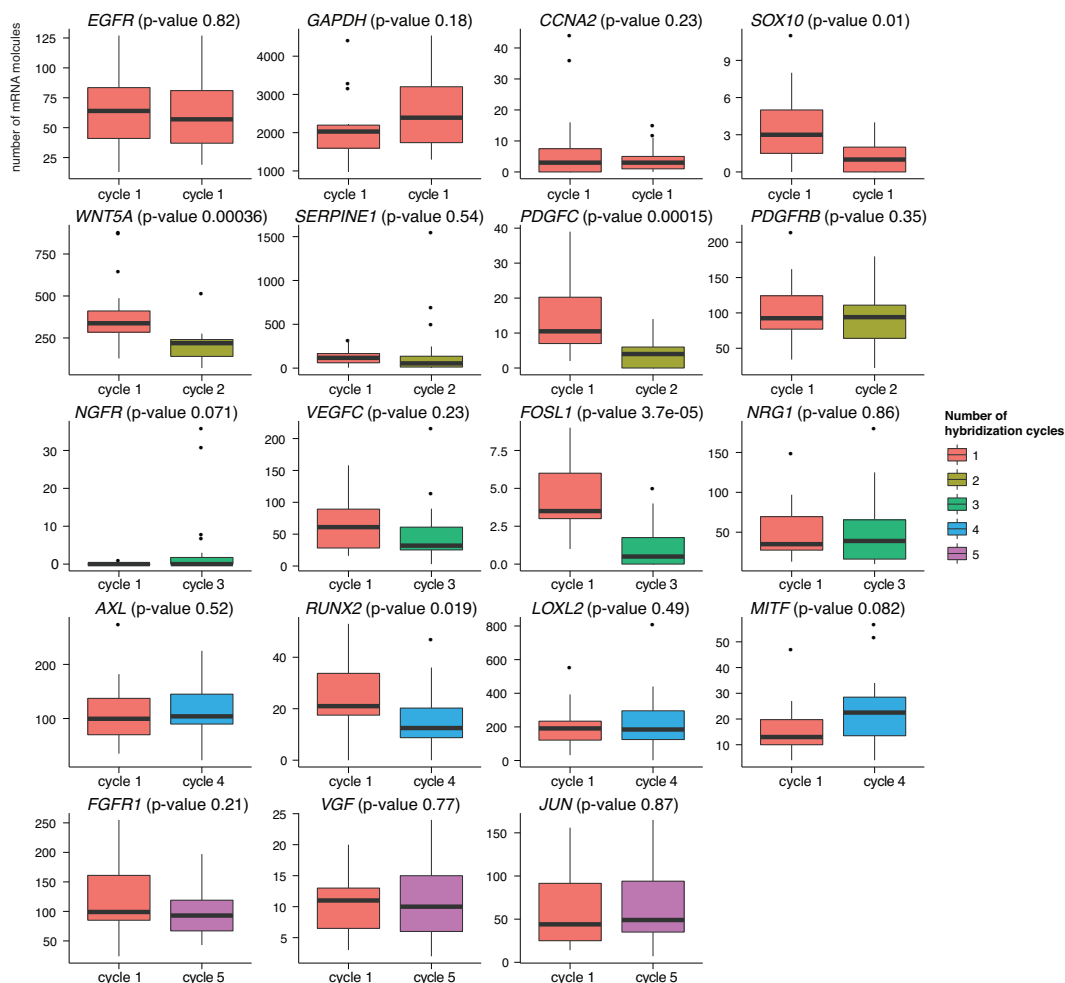 EGFR (p-value 0.82)
GAPDH (p-value 0.18)
CCNA2 (p-value 0.23)
SOX10 (p-value 0.01)
number of mRNA molcules
125
100
75
50
25
4000
3000
2000
1000
40
30
20
10
0
9
6
3
0
cycle 1
cycle 1
cycle 1
cycle 1
cycle 1
cycle 1
cycle 1
cycle 1
WNT5A (p-value 0.00036)
SERPINE1 (p-value 0.54)
PDGFC (p-value 0.00015)
PDGFRB (p-value 0.35)
750
500
250
1500
1000
500
0
40
30
20
10
0
200
150
100
50
cycle 1
cycle 2
cycle 1
cycle 2
cycle 1
cycle 2
cycle 1
cycle 2
NGFR (p-value 0.071)
VEGFC (p-value 0.23)
FOSL1 (p-value 3.7e-05)
NRG1 (p-value 0.86)
30
20
10
0
200
150
100
50
0
7.5
5.0
2.5
0.0
150
100
50
cycle 1
cycle 3
cycle 1
cycle 3
cycle 1
cycle 3
cycle 1
cycle 3
Number of
hybridization cycles
1
2
3
4
5
AXL (p-value 0.52)
RUNX2 (p-value 0.019)
LOXL2 (p-value 0.49)
MITF (p-value 0.082)
200
100
40
20
0
800
600
400
200
0
50
40
30
20
10
cycle 1
cycle 4
cycle 1
cycle 4
cycle 1
cycle 4
cycle 1
cycle 4
FGFR1 (p-value 0.21)
VGF (p-value 0.77)
JUN (p-value 0.87)
250
200
150
100
50
25
20
15
10
5
150
100
50
0
cycle 1
cycle 5
cycle 1
cycle 5
cycle 1
cycle 5